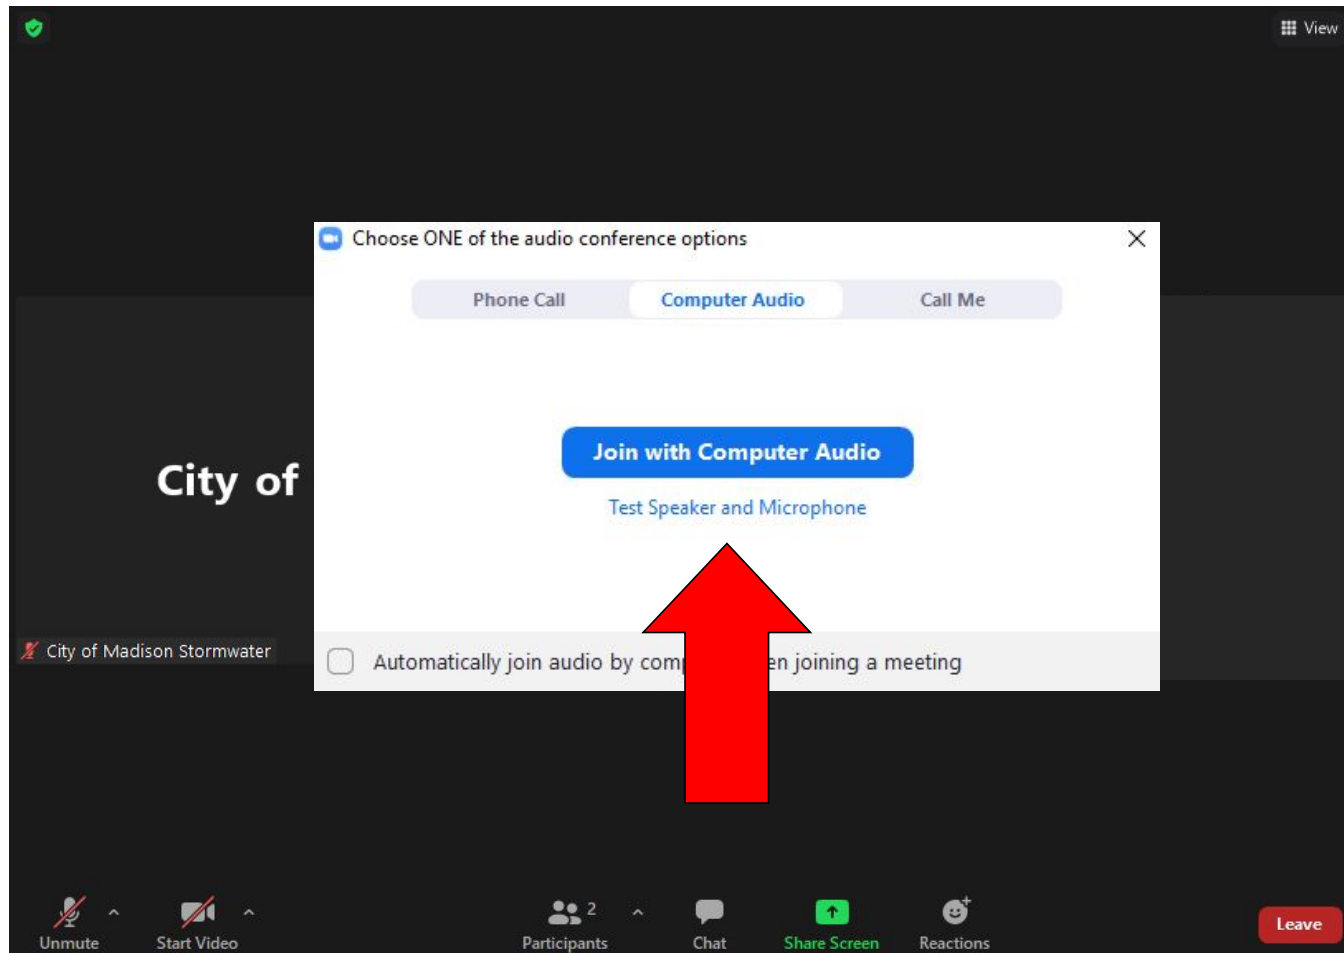 View
Choose ONE of the audio conference options
Phone Call Computer Audio Call Me
Join with Computer Audio
City of
Test Speaker and Microphone
City of Madison Stormwater
Automatically join audio by comp en joining a meeting
2
Unmute Start Video Participants Chat Share Screen Reactions Leave